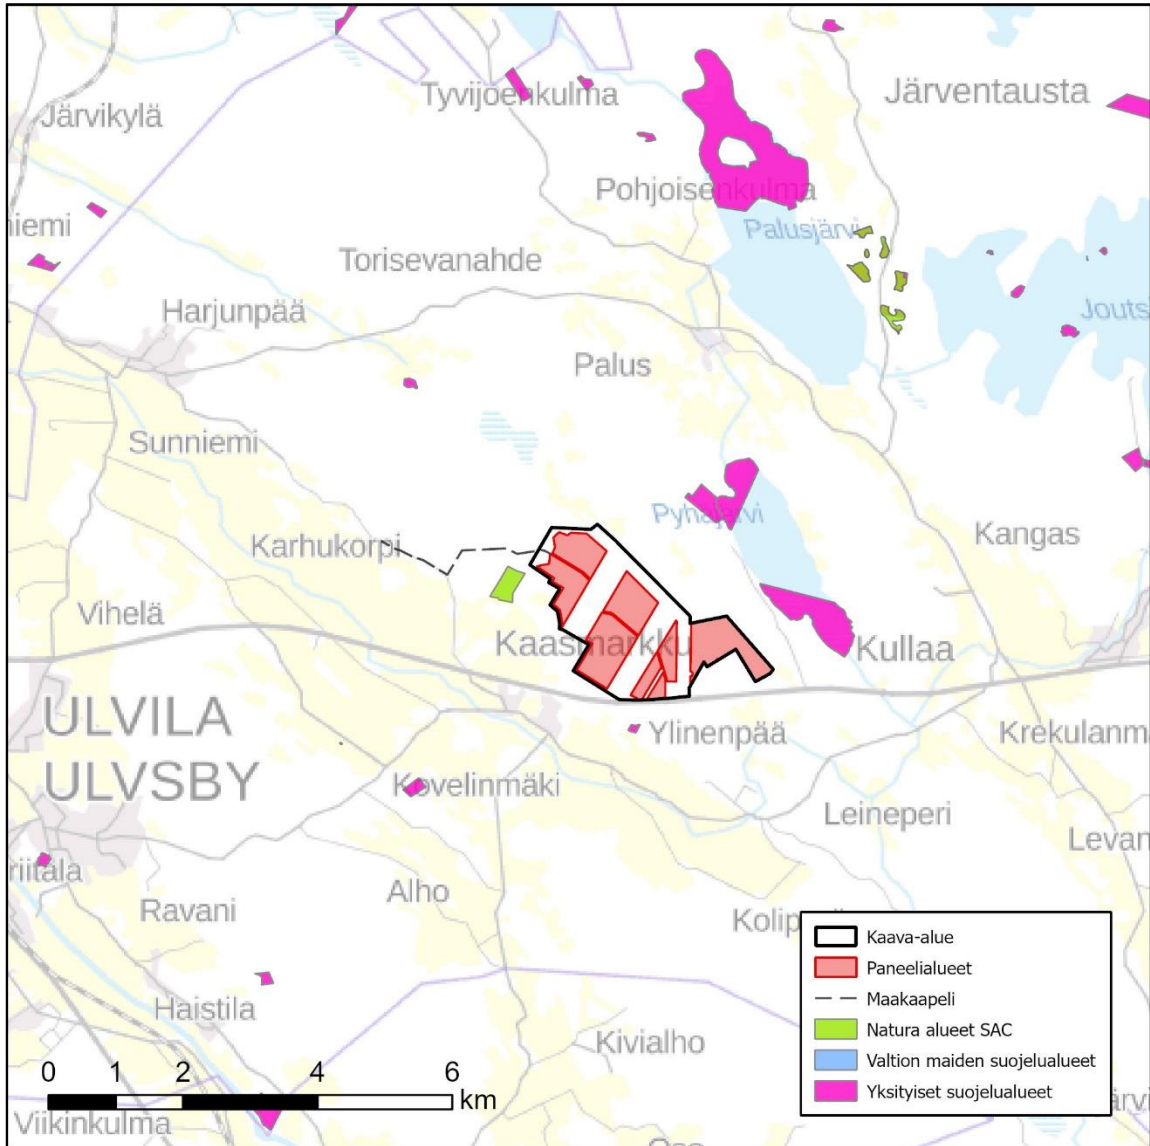 Järvikylä
Tyvijoenkulma
Järventausta
Pohjoisenkulma
niemi
Palusjärvi
Torisevanahde
Harjunpää
Jouts
Palus
Sunniemi
Pyhäjärvi
Karhukorpi
Kangas
Vihelä
Kaasmarkku
Kullaa
ULVILA
ULVSBY
Ylinenpää
Krekulanm
Kovelinmäki
Leineperi
Levan
riitala
Alho
Ravani
Kolip
Haistila
Kivialho
Viikinkulma
ärvi
0 1 2 4 6
km
Kaava-alue
Paneelialueet
Maakaapeli
Natura alueet SAC
Valtion maiden suojelualueet
Yksityiset suojelualueet